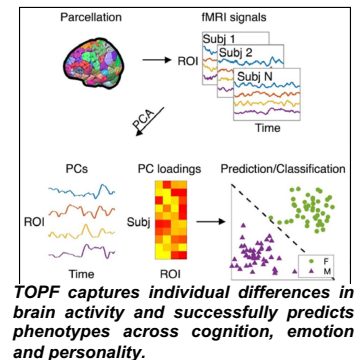 Parcellation
fMRI signals
Subj 1
Subj 2
Subj N
ROI
Time
PCA
PCs
PC loadings
Prediction/Classification
ROI
Subj
Time
ROI
F
M
TOPF captures individual differences in
brain activity and successfully predicts
phenotypes across cognition, emotion
and personality.